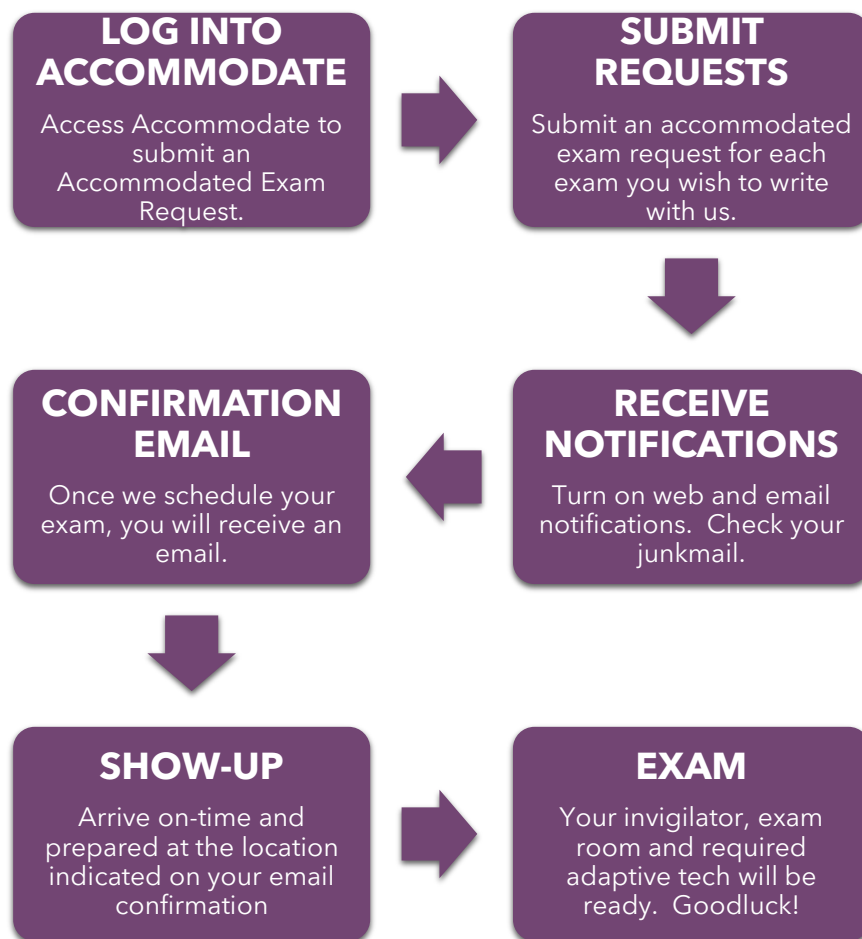 LOG INTO
ACCOMMODATE
Access Accommodate to
submit an
Accommodated Exam
Request.
SUBMIT
REQUESTS
Submit an accommodated
exam request for each
exam you wish to write
with us.
RECEIVE
NOTIFICATIONS
Turn on web and email
notifications.  Check your
junkmail.
CONFIRMATION
EMAIL
Once we schedule your
exam, you will receive an
email.
SHOW-UP
Arrive on-time and
prepared at the location
indicated on your email
confirmation
EXAM
Your invigilator, exam
room and required
adaptive tech will be
ready.  Goodluck!